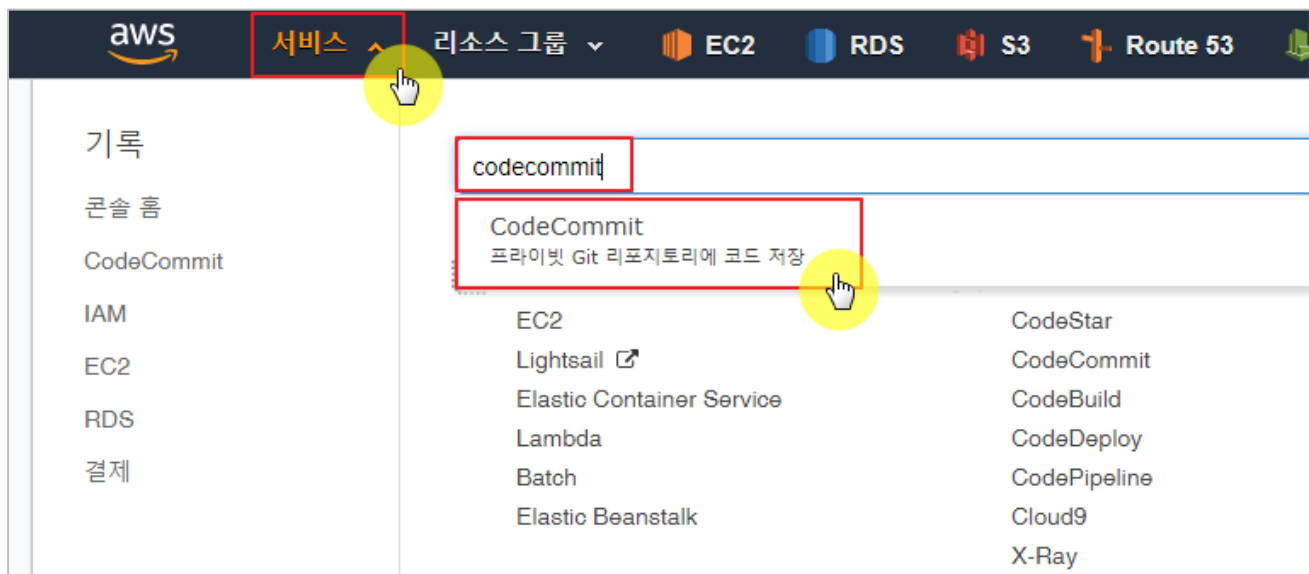 aws 서비스 리소스 그룹 EC2 RDS S3 Route 53
기록
콘솔 홈
CodeCommit
IAM
EC2
RDS
결제
codecommit
CodeCommit
프라이빗 Git 리포지토리에 코드 저장
EC2
Lightsail
Elastic Container Service
Lambda
Batch
Elastic Beanstalk
CodeStar
CodeCommit
CodeBuild
CodeDeploy
CodePipeline
Cloud9
X-Ray